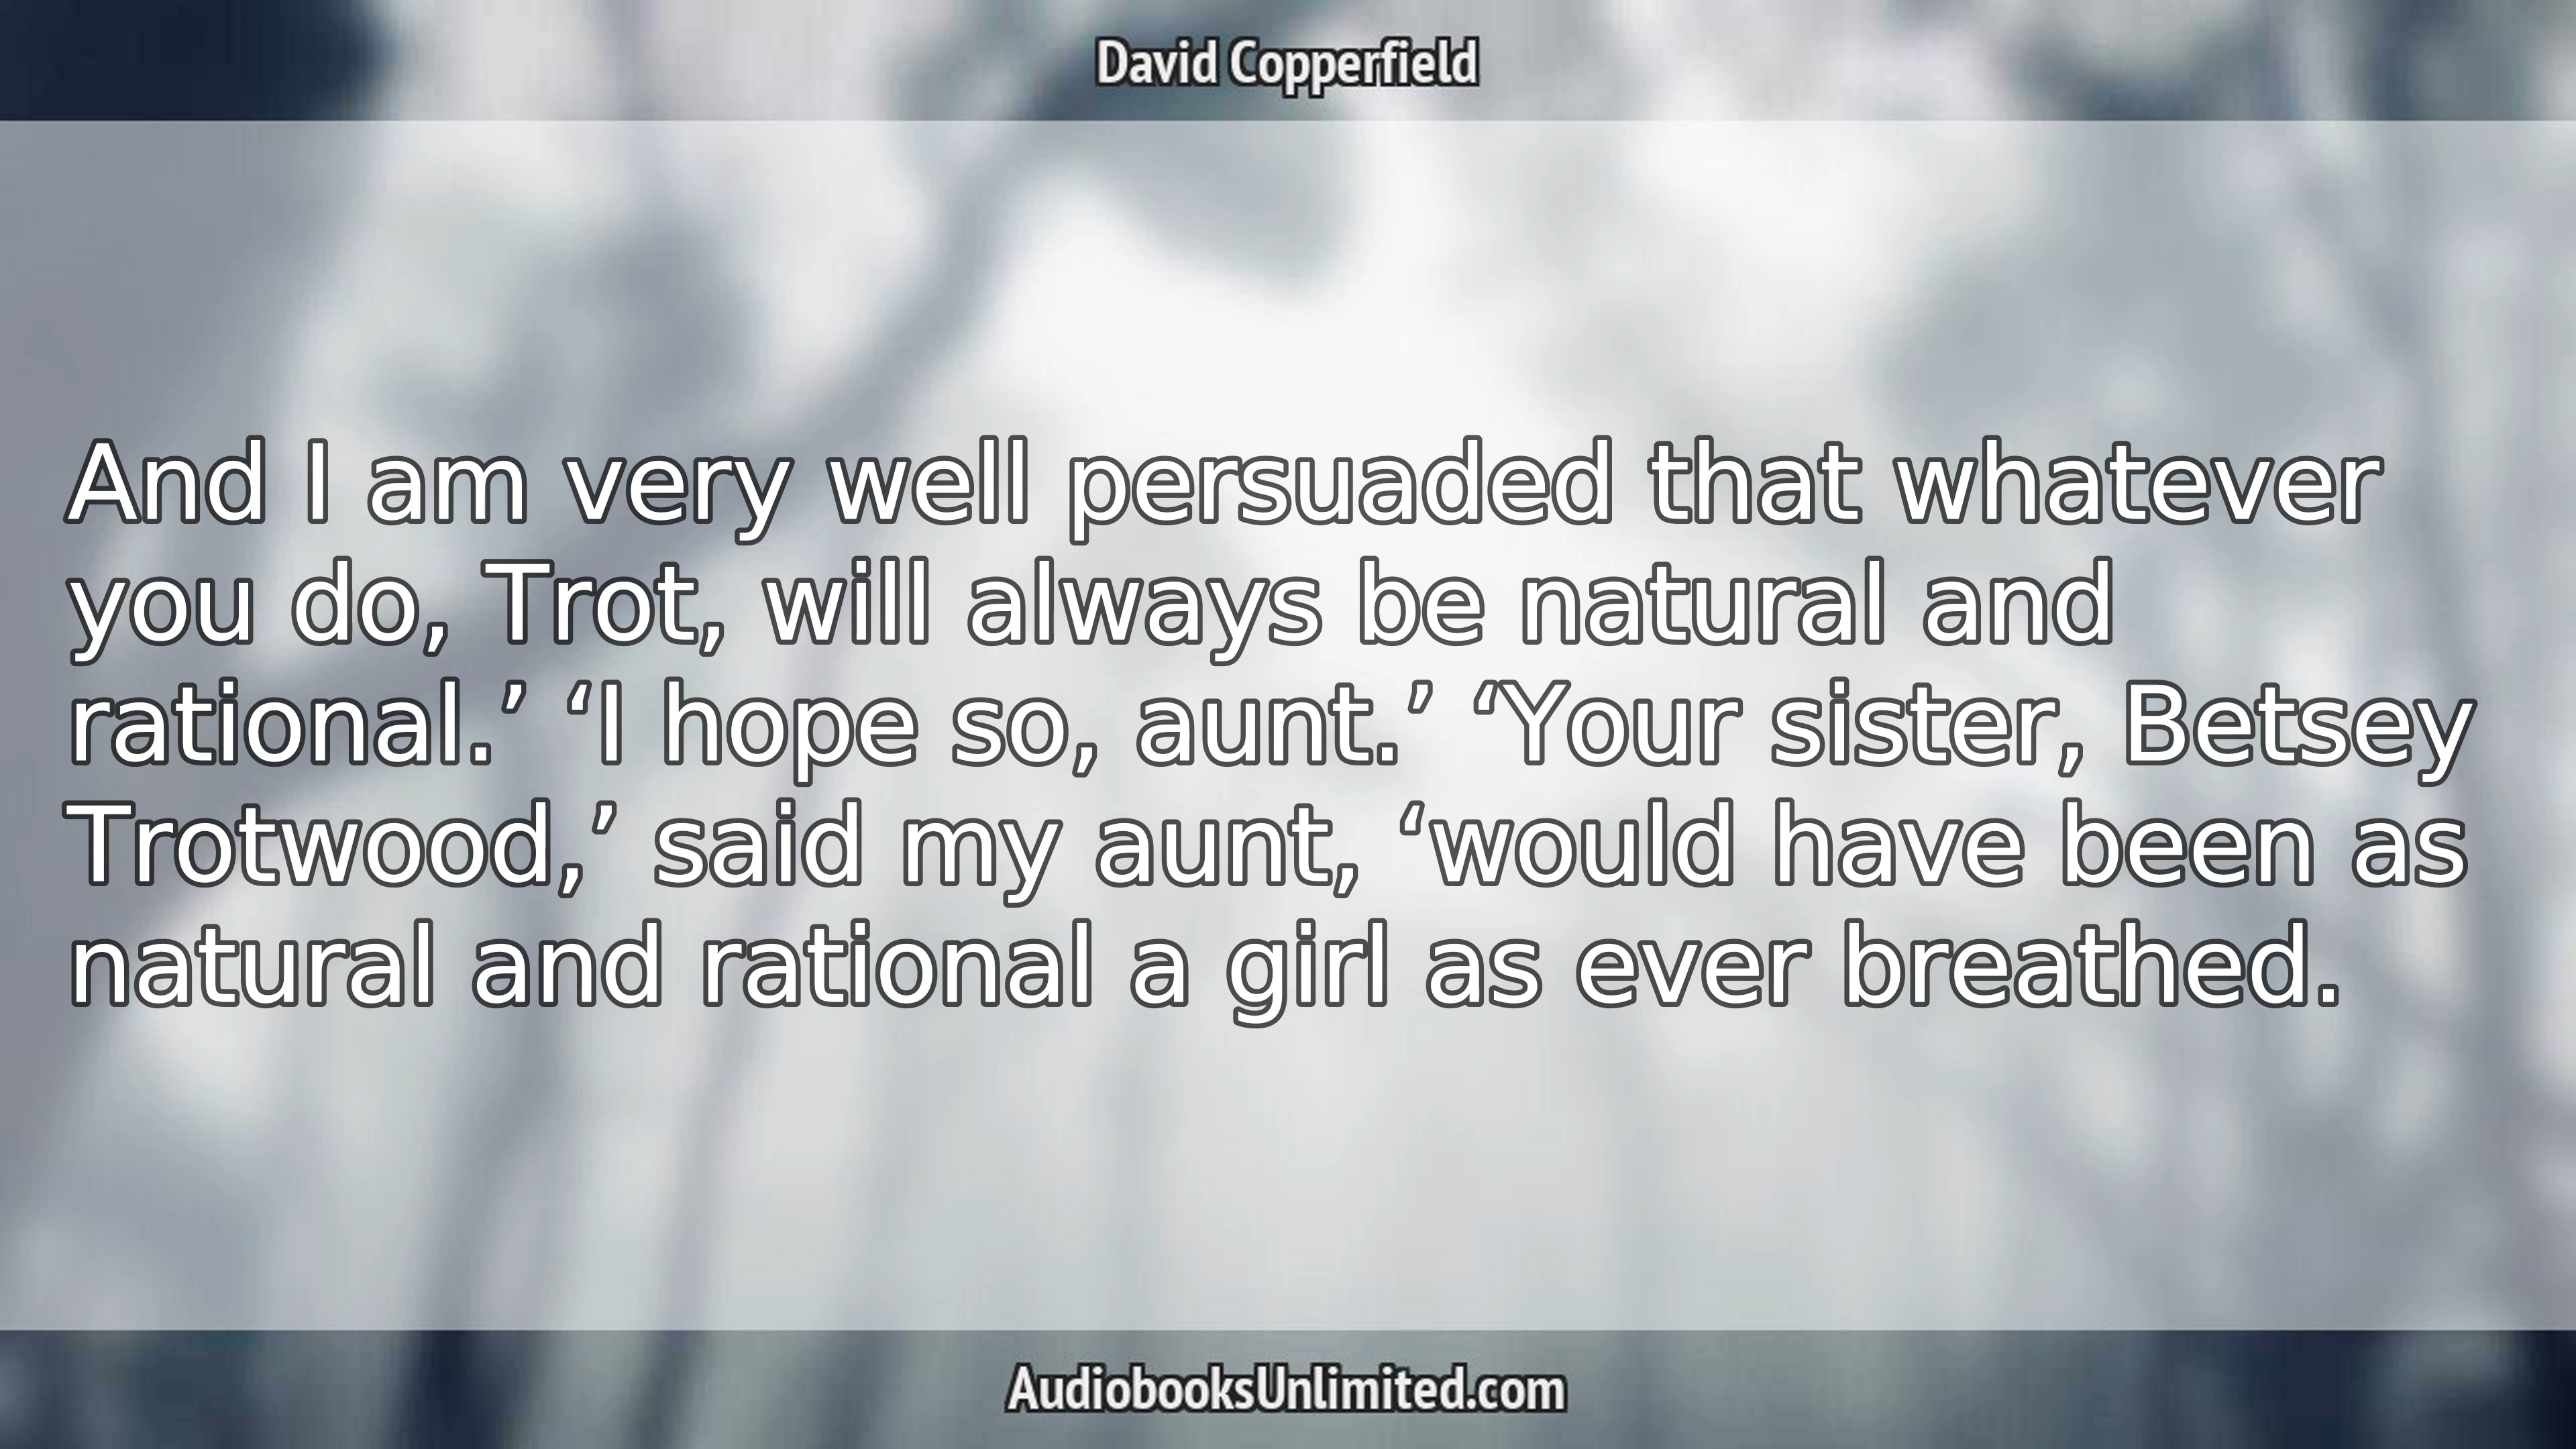 David Copperfield
And I am very well persuaded that whatever
you do, Trot, will always be natural and
rational.’ ‘I hope so, aunt.’ ‘Your sister, Betsey
Trotwood,’ said my aunt, ‘would have been as
natural and rational a girl as ever breathed.
AudiobooksUnlimited.com